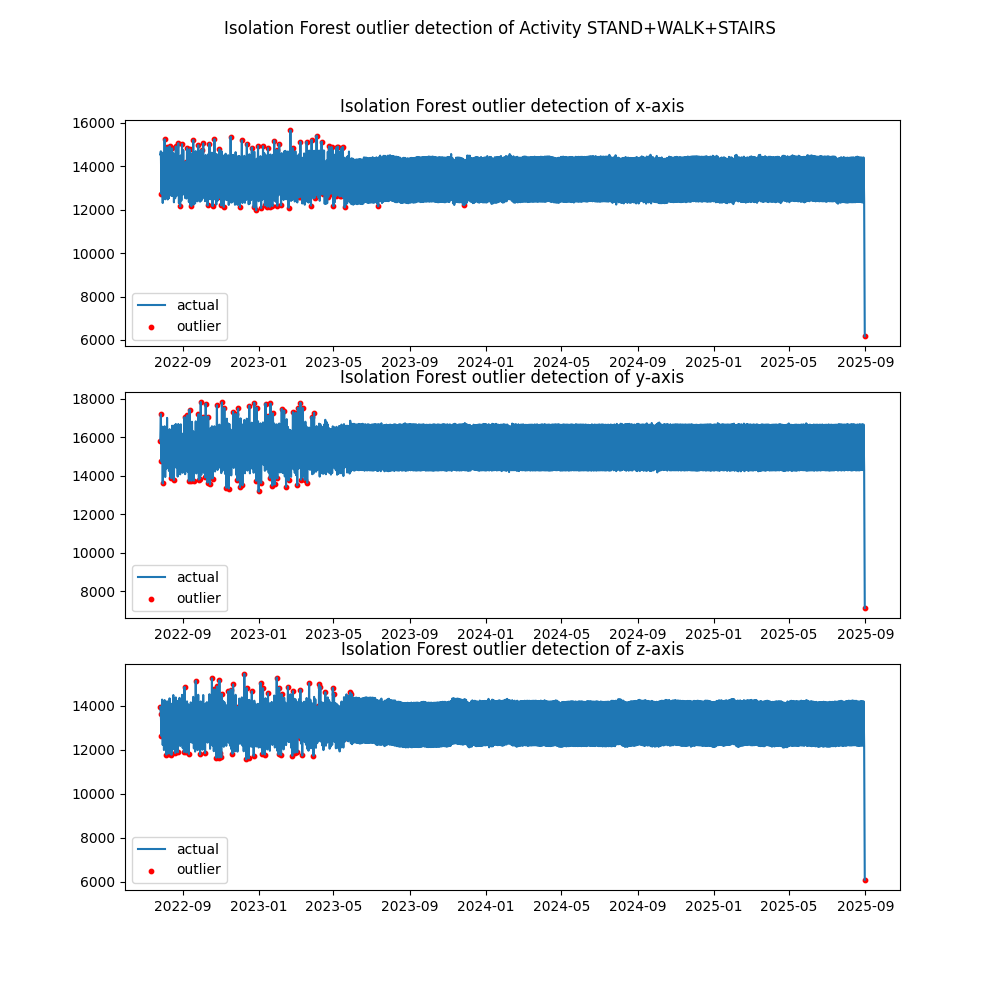 Isolation Forest outlier detection of Activity STAND+WALK+STAIRS
Isolation Forest outlier detection of x-axis
16000
14000
12000
10000
8000
6000
actual
outlier
2022-09 2023-01 2023-05 2023-09 2024-01 2024-05 2024-09 2025-01 2025-05 2025-09
Isolation Forest outlier detection of y-axis
18000
16000
14000
12000
10000
8000
actual
outlier
2022-09 2023-01 2023-05 2023-09 2024-01 2024-05 2024-09 2025-01 2025-05 2025-09
Isolation Forest outlier detection of z-axis
14000
12000
10000
8000
6000
actual
outlier
2022-09 2023-01 2023-05 2023-09 2024-01 2024-05 2024-09 2025-01 2025-05 2025-09